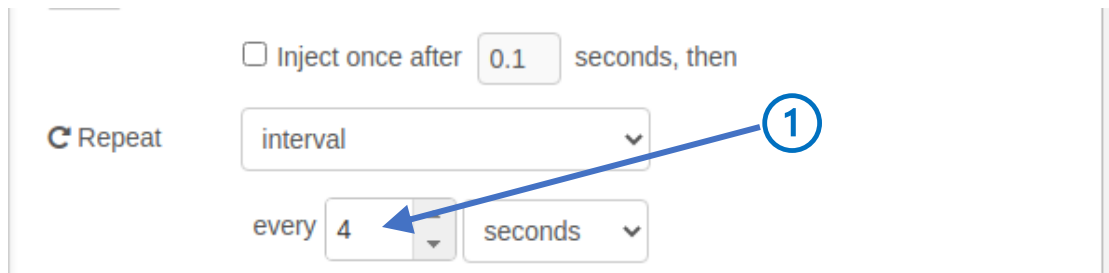 Inject once after 0.1 seconds, then
Repeat interval 1
every 4 seconds